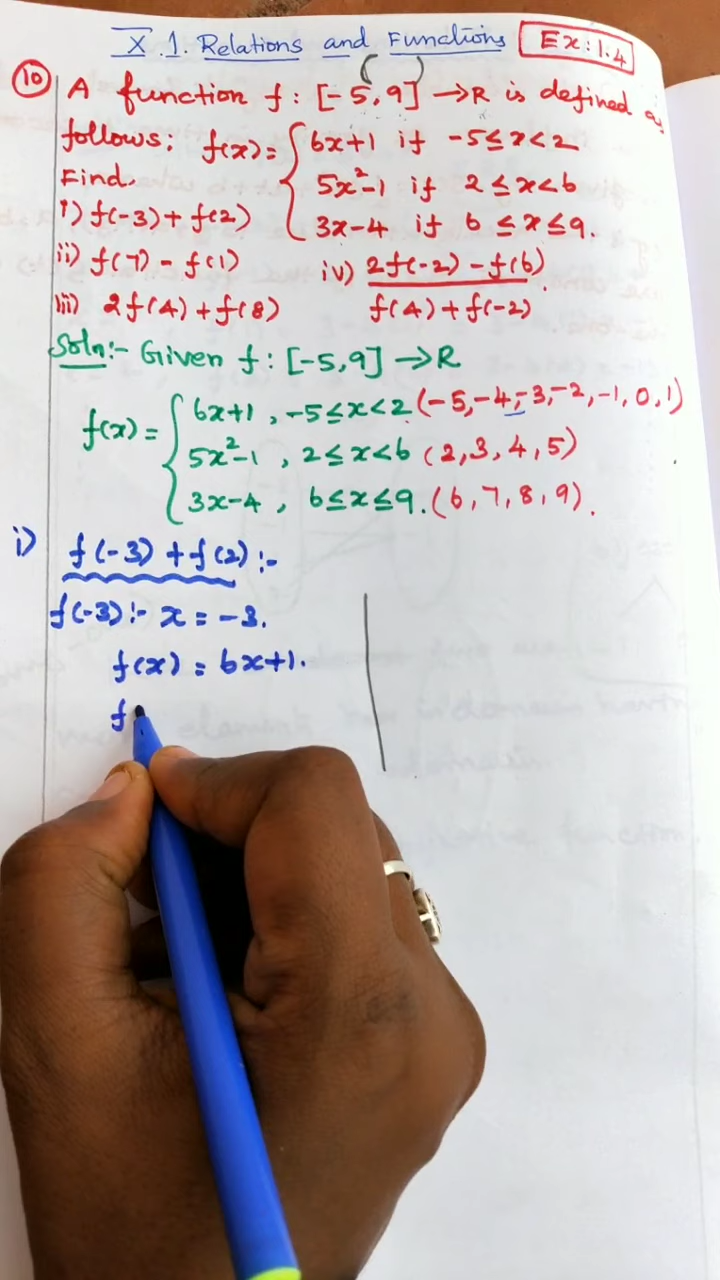 X. 1. Relations and Functions Ex: 1.4
10 A function f : [-5, 9] → R is defined as
follows: f(x) = { 6x+1 if -5 ≤ x < 2
Find. 5x²-1 if 2 ≤ x < 6
i) f(-3) + f(2) 3x-4 if 6 ≤ x ≤ 9.
ii) f(7) - f(1) iv) 2f(-2) - f(6)
iii) 2f(4) + f(8) f(4) + f(-2)
Soln:- Given f : [-5, 9] → R
f(x) = { 6x+1 , -5 ≤ x < 2 (-5, -4, -3, -2, -1, 0, 1)
5x²-1 , 2 ≤ x < 6 (2, 3, 4, 5)
3x-4 , 6 ≤ x ≤ 9. (6, 7, 8, 9).
i) f(-3) + f(2) :-
f(-3) :- x = -3.
f(x) = 6x+1.
f